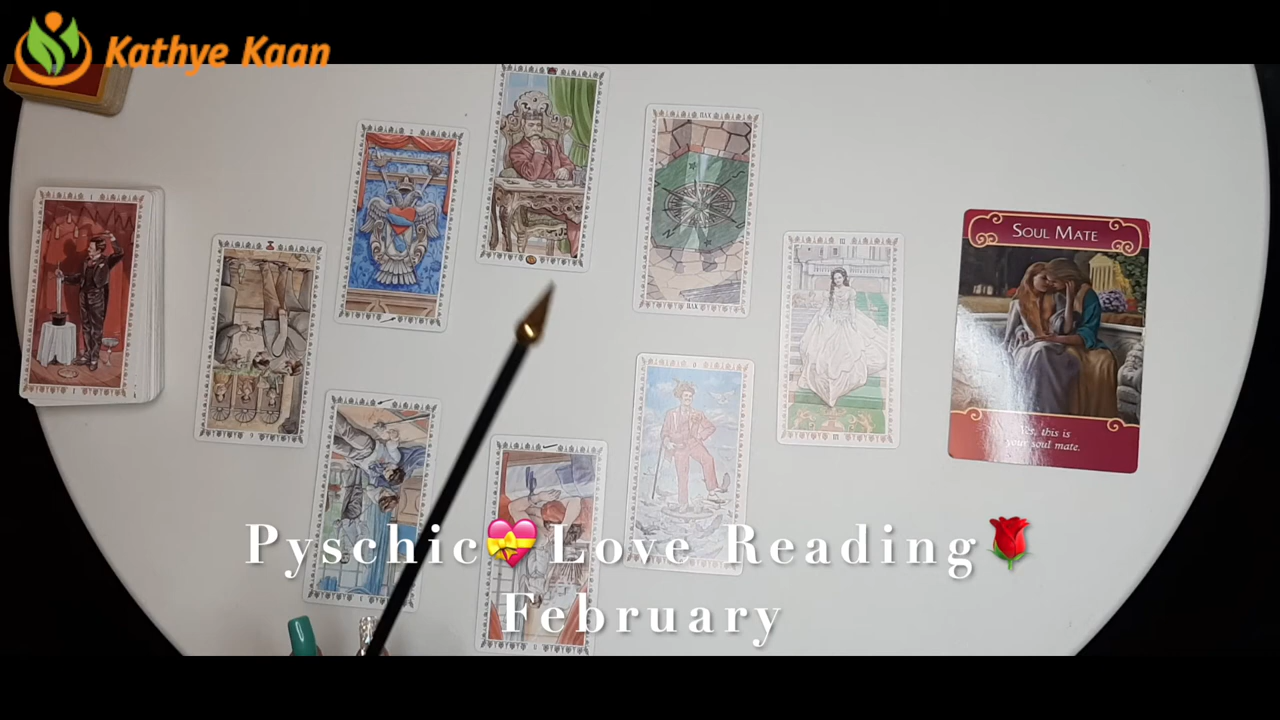 Kathye Kaan
SOUL MATE
Yes, this is
your soul mate.
Pyschic💝Love Reading🌹
February